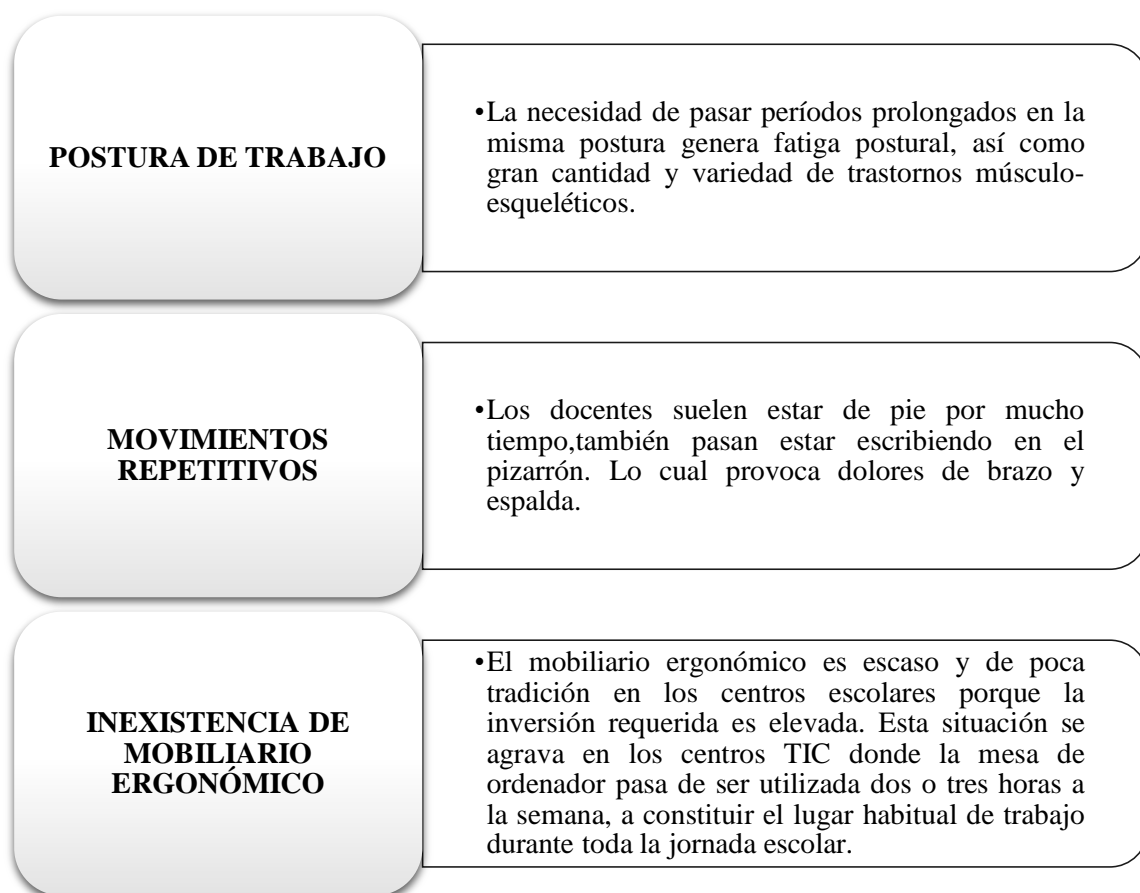 POSTURA DE TRABAJO
•La necesidad de pasar períodos prolongados en la
misma postura genera fatiga postural, así como
gran cantidad y variedad de trastornos músculo-
esqueléticos.
MOVIMIENTOS
REPETITIVOS
•Los docentes suelen estar de pie por mucho
tiempo,también pasan estar escribiendo en el
pizarrón. Lo cual provoca dolores de brazo y
espalda.
INEXISTENCIA DE
MOBILIARIO
ERGONÓMICO
•El mobiliario ergonómico es escaso y de poca
tradición en los centros escolares porque la
inversión requerida es elevada. Esta situación se
agrava en los centros TIC donde la mesa de
ordenador pasa de ser utilizada dos o tres horas a
la semana, a constituir el lugar habitual de trabajo
durante toda la jornada escolar.